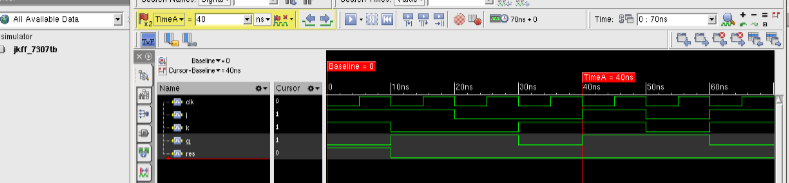 All Available Data
TimeA = 40 ns
70ns + 0
Time: 0 : 70ns
simulator
jkff_7307tb
Baseline = 0
Cursor-Baseline = 40ns
Baseline = 0
TimeA = 40ns
Name Cursor 0 10ns 20ns 30ns 40ns 50ns 60ns
clk 0
j 1
k 1
q 1
res 0